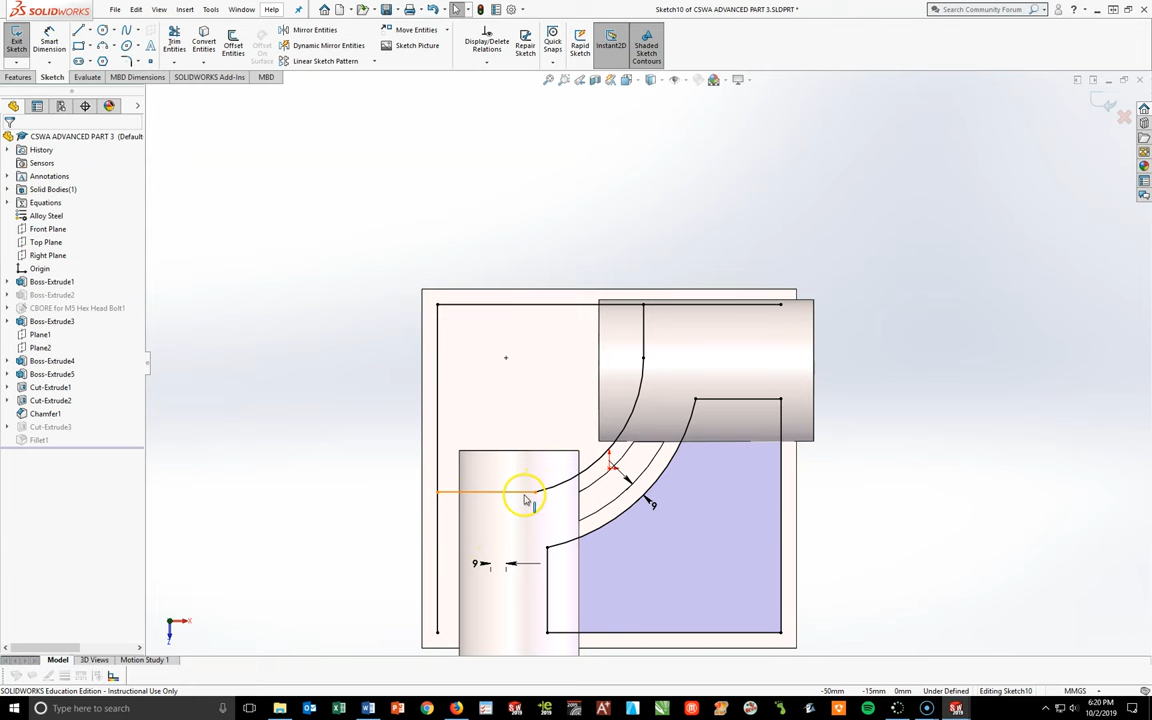 SOLIDWORKS
File Edit View Insert Tools Window Help
Sketch10 of CSWA ADVANCED PART 3.SLDPRT *
Search Community Forum
Exit Sketch
Smart Dimension
Trim Entities
Convert Entities
Offset Entities
Offset On Surface
Mirror Entities
Dynamic Mirror Entities
Linear Sketch Pattern
Move Entities
Sketch Picture
Display/Delete Relations
Repair Sketch
Quick Snaps
Rapid Sketch
Instant2D
Shaded Sketch Contours
Features Sketch Evaluate MBD Dimensions SOLIDWORKS Add-Ins MBD
CSWA ADVANCED PART 3 (Default
History
Sensors
Annotations
Solid Bodies(1)
Equations
Alloy Steel
Front Plane
Top Plane
Right Plane
Origin
Boss-Extrude1
Boss-Extrude2
CBORE for M5 Hex Head Bolt1
Boss-Extrude3
Plane1
Plane2
Boss-Extrude4
Boss-Extrude5
Cut-Extrude1
Cut-Extrude2
Chamfer1
Cut-Extrude3
Fillet1
9
9
X
Z
Model 3D Views Motion Study 1
SOLIDWORKS Education Edition - Instructional Use Only
-50mm -15mm 0mm Under Defined Editing Sketch10 MMGS
Type here to search
6:20 PM
10/2/2019